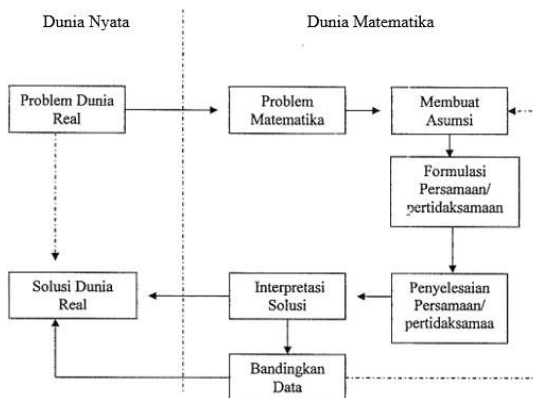 Dunia Nyata
Dunia Matematika
Problem Dunia
Real
Problem
Matematika
Membuat
Asumsi
Formulasi
Persamaan/
pertidaksamaan
Solusi Dunia
Real
Interpretasi
Solusi
Penyelesaian
Persamaan/
pertidaksamaa
Bandingkan
Data